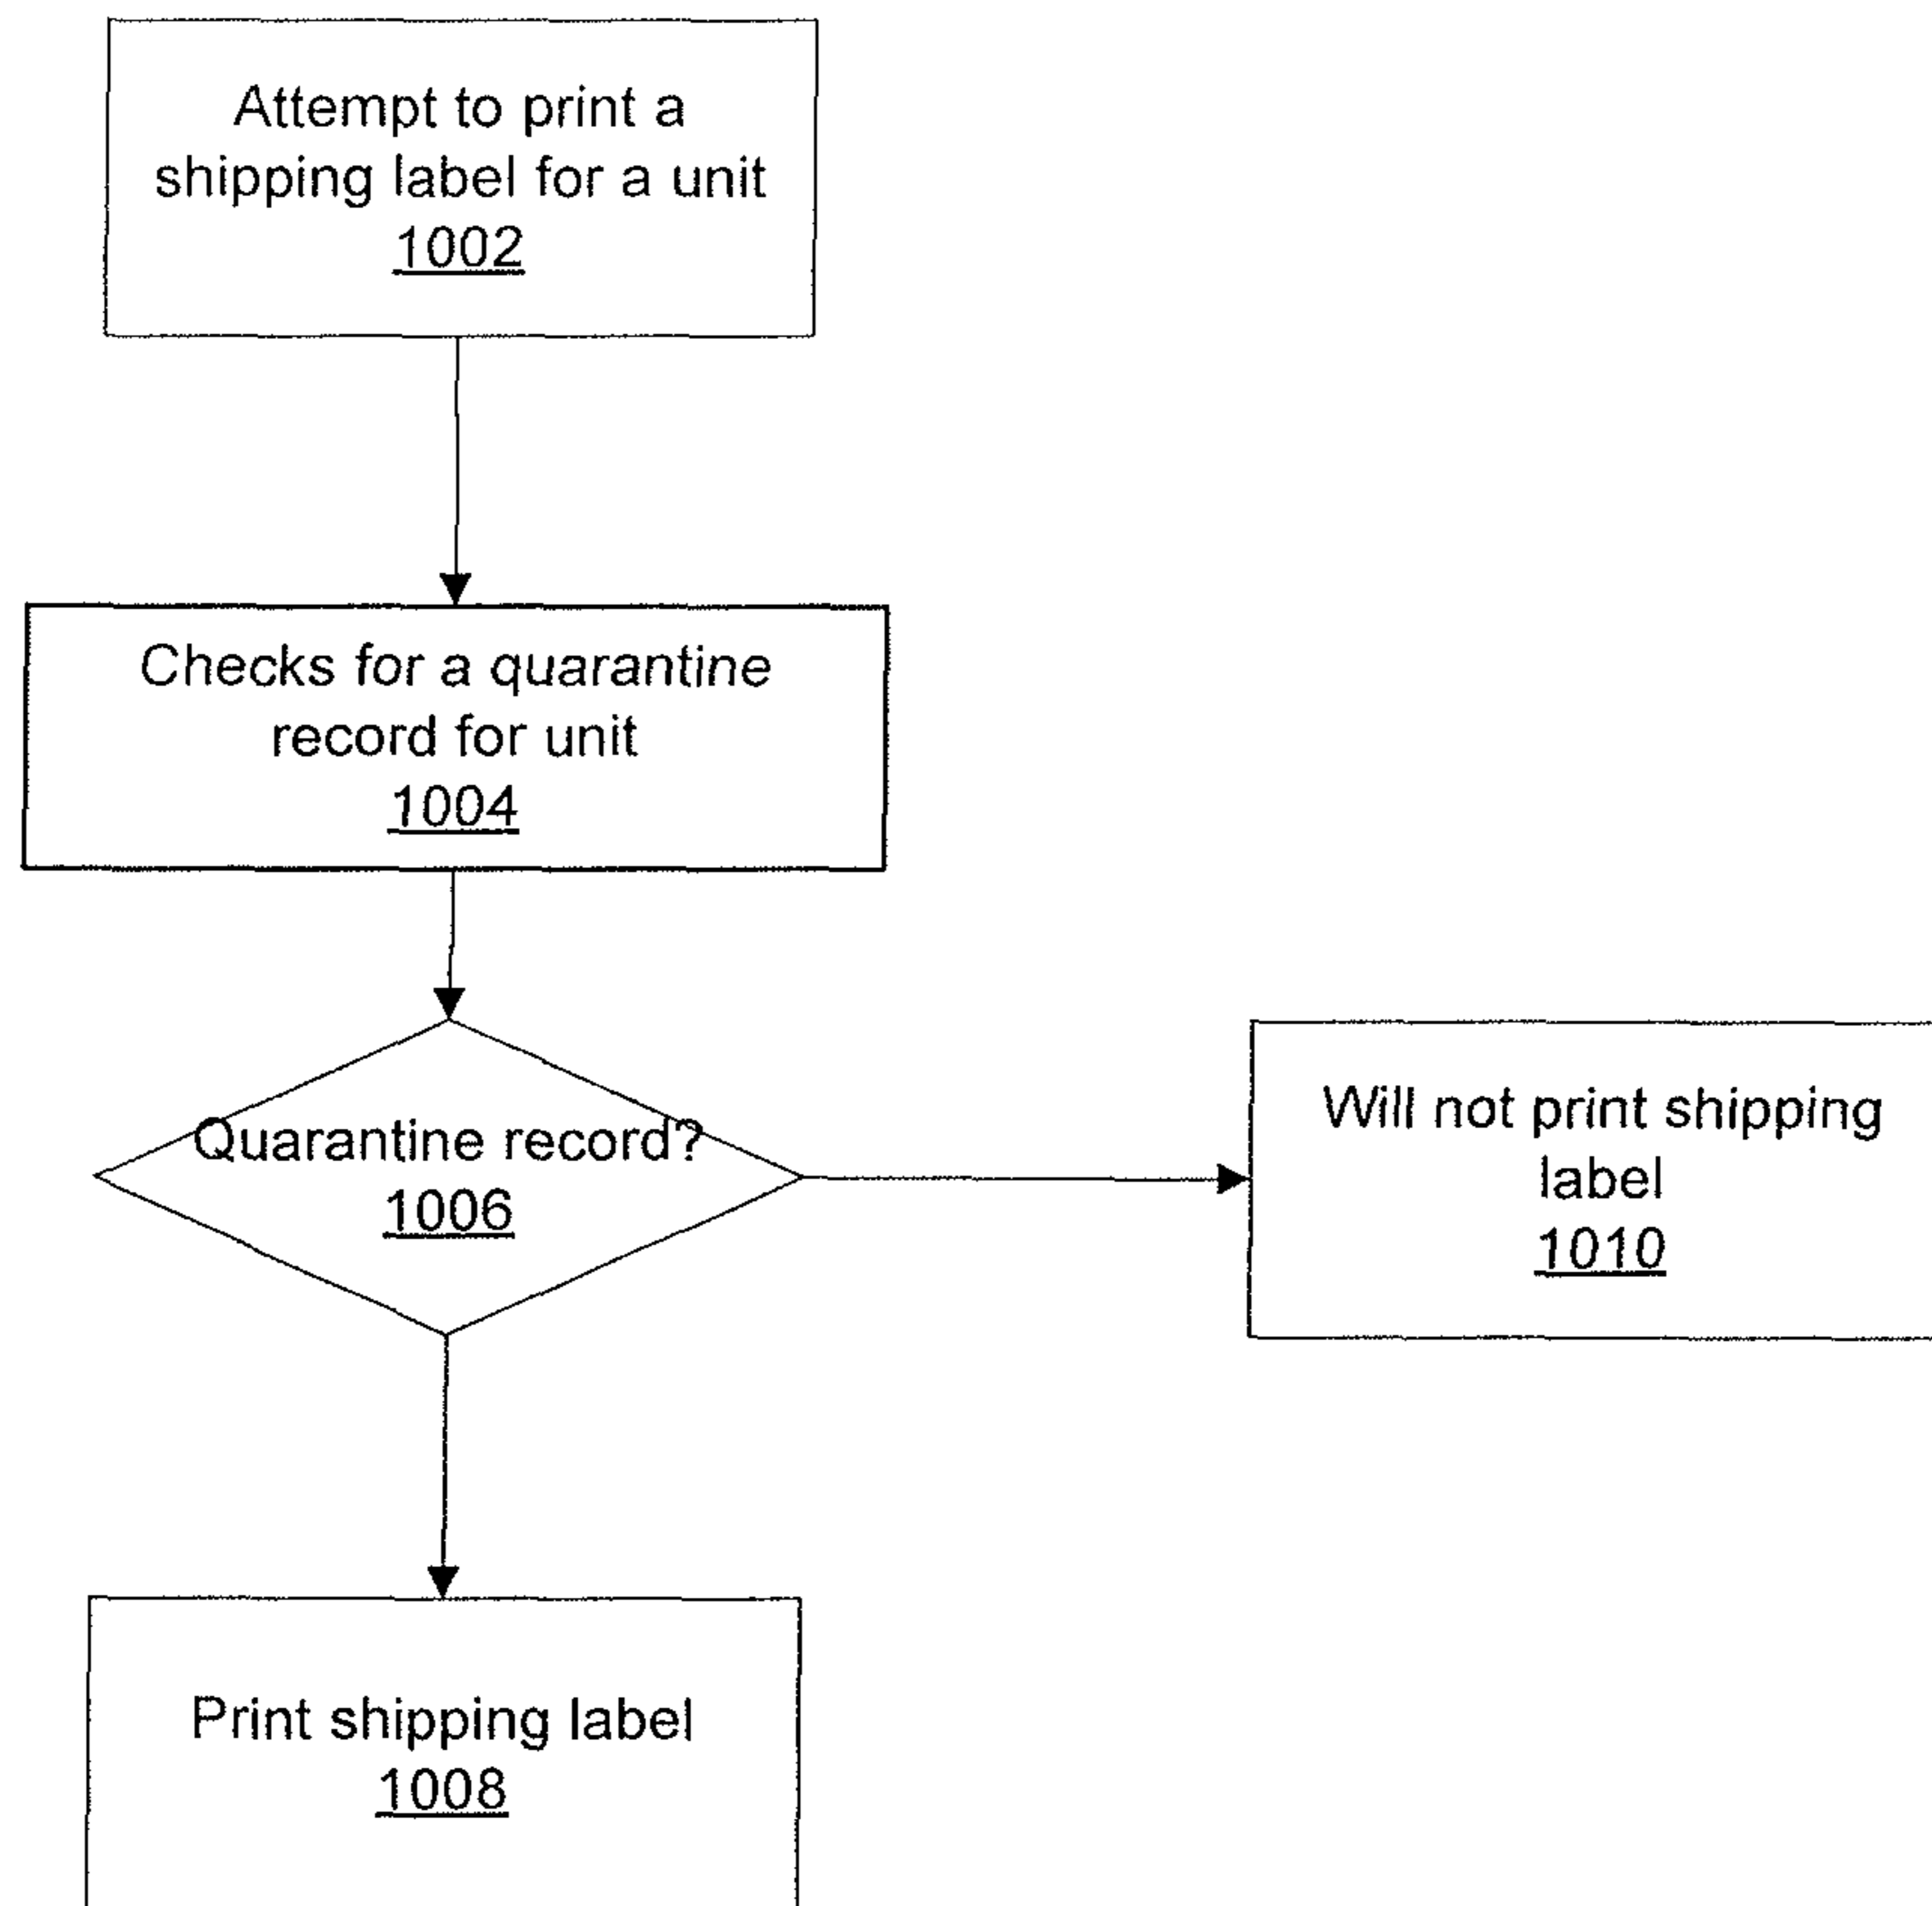 Attempt to print a
shipping label for a unit
1002
Checks for a quarantine
record for unit
1004
Quarantine record?
1006
Will not print shipping
label
1010
Print shipping label
1008